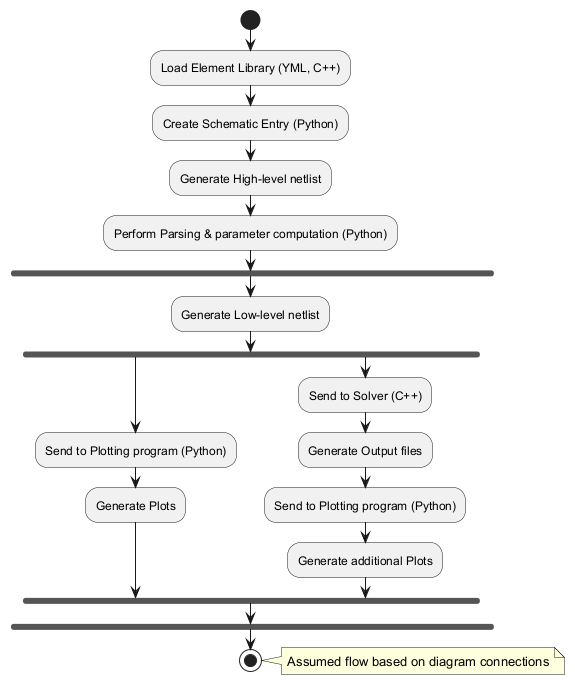 Load Element Library (YML, C++)
Create Schematic Entry (Python)
Generate High-level netlist
Perform Parsing & parameter computation (Python)
Generate Low-level netlist
Send to Plotting program (Python)
Generate Plots
Send to Solver (C++)
Generate Output files
Send to Plotting program (Python)
Generate additional Plots
Assumed flow based on diagram connections